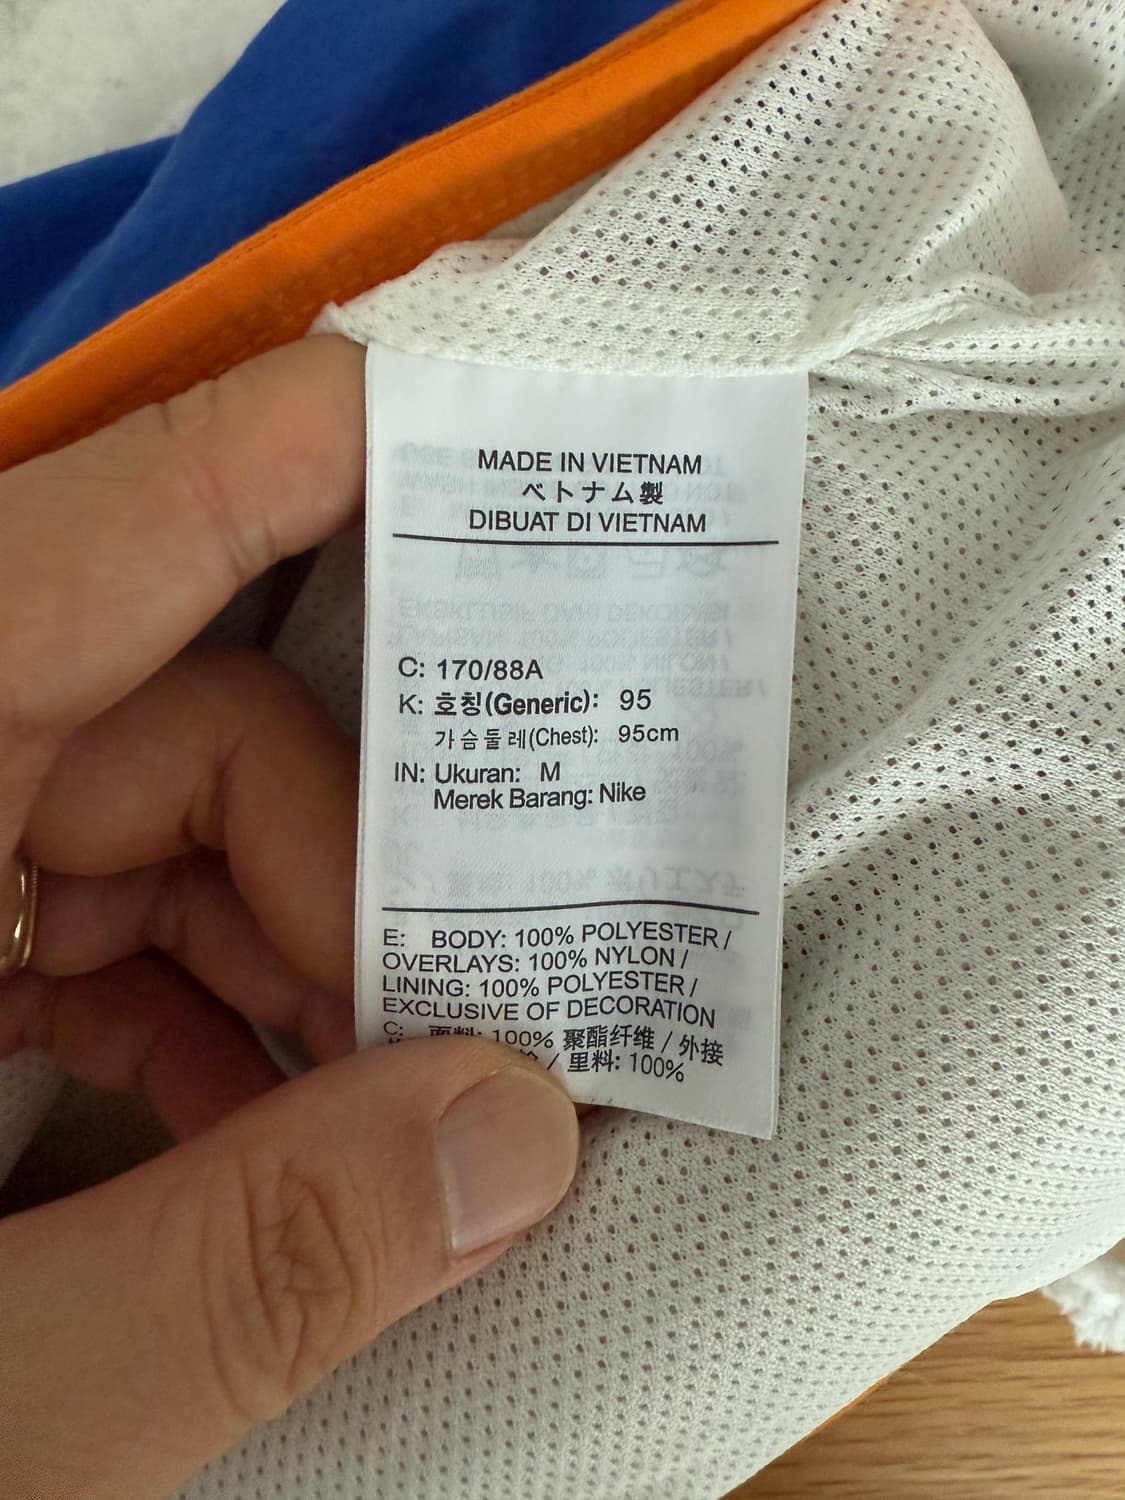 MADE IN VIETNAM
ベトナム製
DIBUAT DI VIETNAM
C: 170/88A
K: 호칭(Generic): 95
가슴둘레(Chest): 95cm
IN: Ukuran: M
Merek Barang: Nike
E: BODY: 100% POLYESTER /
OVERLAYS: 100% NYLON /
LINING: 100% POLYESTER /
EXCLUSIVE OF DECORATION
C: 面料: 100% 聚酯纤维 / 外接
/ 里料: 100%